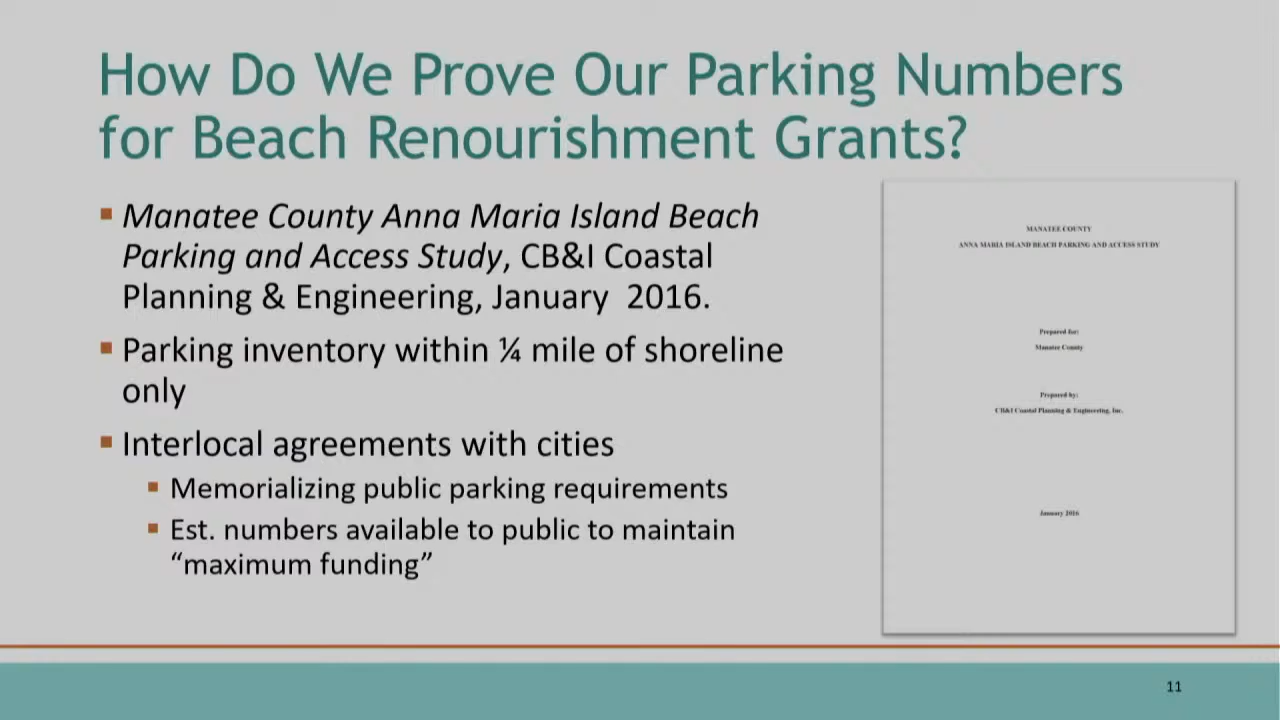 How Do We Prove Our Parking Numbers
for Beach Renourishment Grants?
Manatee County Anna Maria Island Beach
Parking and Access Study, CB&I Coastal
Planning & Engineering, January 2016.
Parking inventory within ¼ mile of shoreline
only
Interlocal agreements with cities
Memorializing public parking requirements
Est. numbers available to public to maintain
“maximum funding”
MANATEE COUNTY
ANNA MARIA ISLAND BEACH PARKING AND ACCESS STUDY
Prepared for:
Manatee County
Prepared by:
CB&I Coastal Planning & Engineering, Inc.
January 2016
11